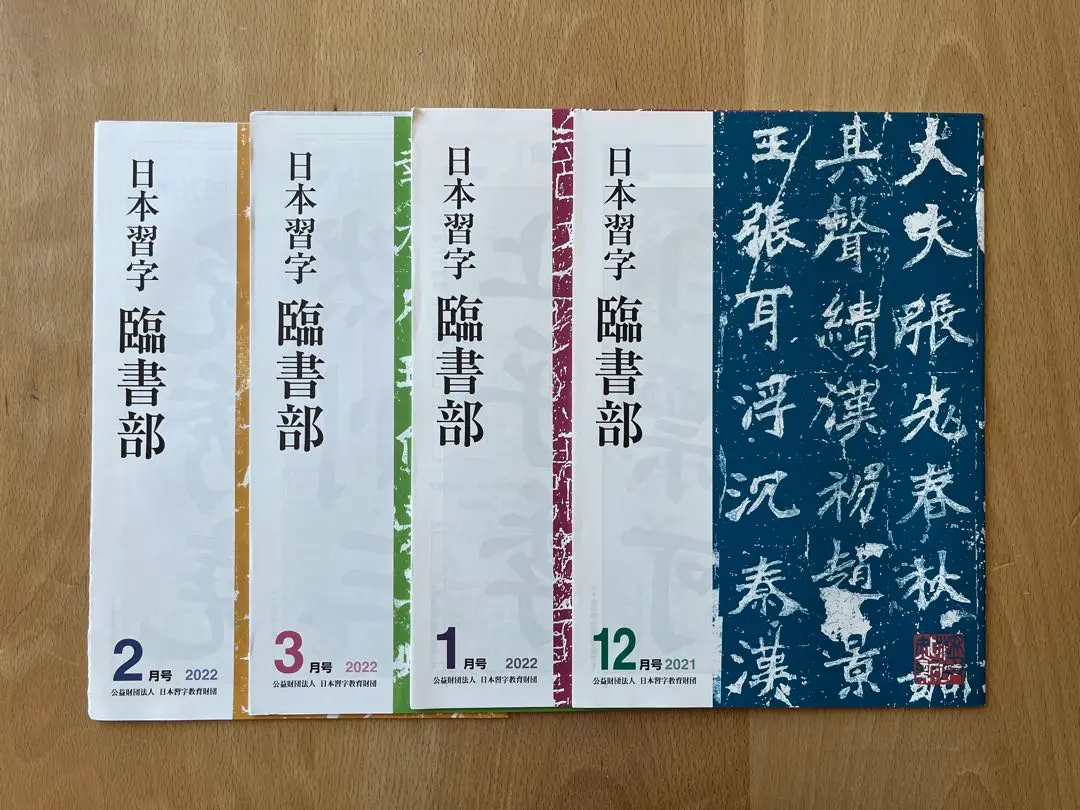 日本習字 臨書部
2月号 2022
公益財団法人 日本習字教育財団
日本習字 臨書部
3月号 2022
公益財団法人 日本習字教育財団
日本習字 臨書部
1月号 2022
公益財団法人 日本習字教育財団
日本習字 臨書部
12月号 2021
公益財団法人 日本習字教育財団
大夫張老春秋嘉
其聲績漢初趙景
王張耳浮沉秦漢